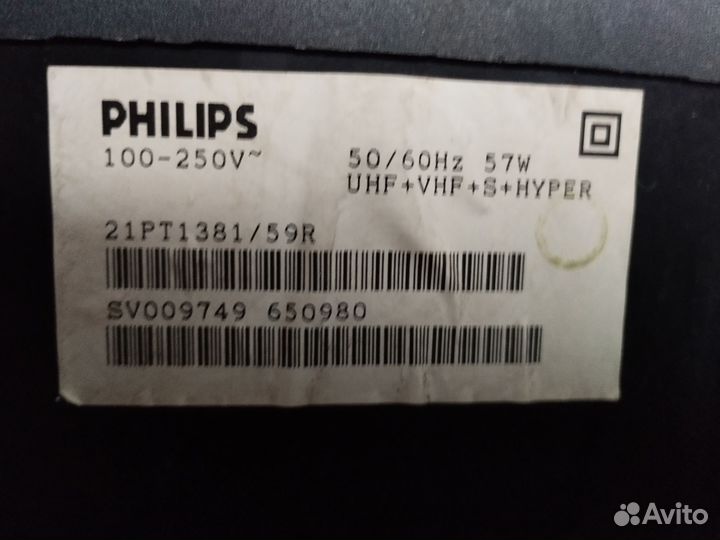 PHILIPS
100-250V~ 50/60Hz 57W
UHF+VHF+S+HYPER
21PT1381/59R
SV009749 650980
Avito